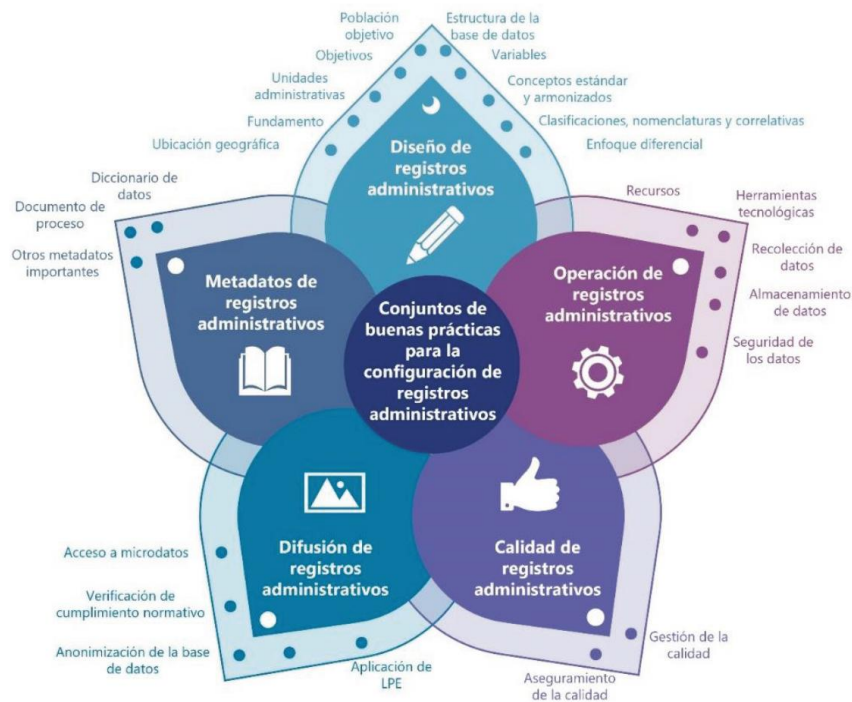 Población
objetivo
Objetivos
Unidades
administrativas
Fundamento
Ubicación geográfica
Estructura de la
base de datos
Variables
Conceptos estándar
y armonizados
Clasificaciones, nomenclaturas y correlativas
Enfoque diferencial
Diseño de
registros
administrativos
Diccionario de
datos
Documento de
proceso
Otros metadatos
importantes
Metadatos de
registros
administrativos
Conjuntos de
buenas prácticas
para la
configuración de
registros
administrativos
Recursos
Herramientas
tecnológicas
Recolección de
datos
Almacenamiento
de datos
Seguridad de
los datos
Operación de
registros
administrativos
Difusión de
registros
administrativos
Acceso a microdatos
Verificación de
cumplimiento normativo
Anonimización de la base
de datos
Aplicación de
LPE
Calidad de
registros
administrativos
Gestión de la
calidad
Aseguramiento
de la calidad